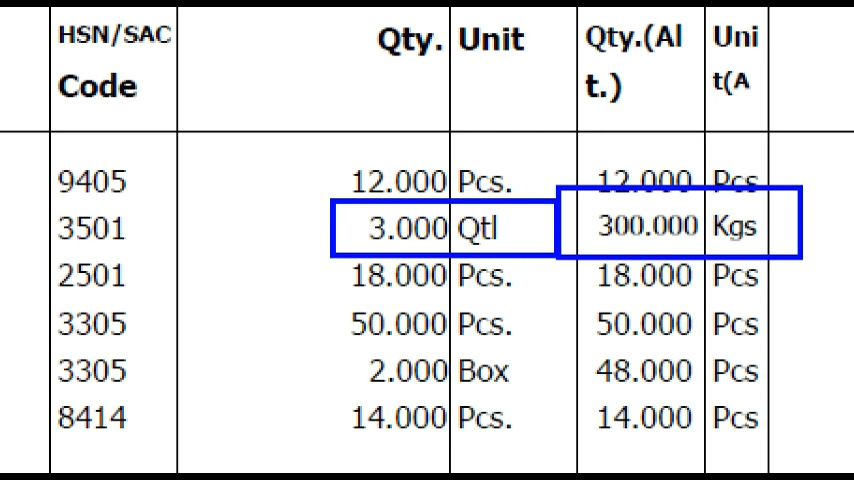 HSN/SAC Code Qty. Unit Qty.(Al t.) Uni t(A
9405 12.000 Pcs. 12.000 Pcs
3501 3.000 Qtl 300.000 Kgs
2501 18.000 Pcs. 18.000 Pcs
3305 50.000 Pcs. 50.000 Pcs
3305 2.000 Box 48.000 Pcs
8414 14.000 Pcs. 14.000 Pcs